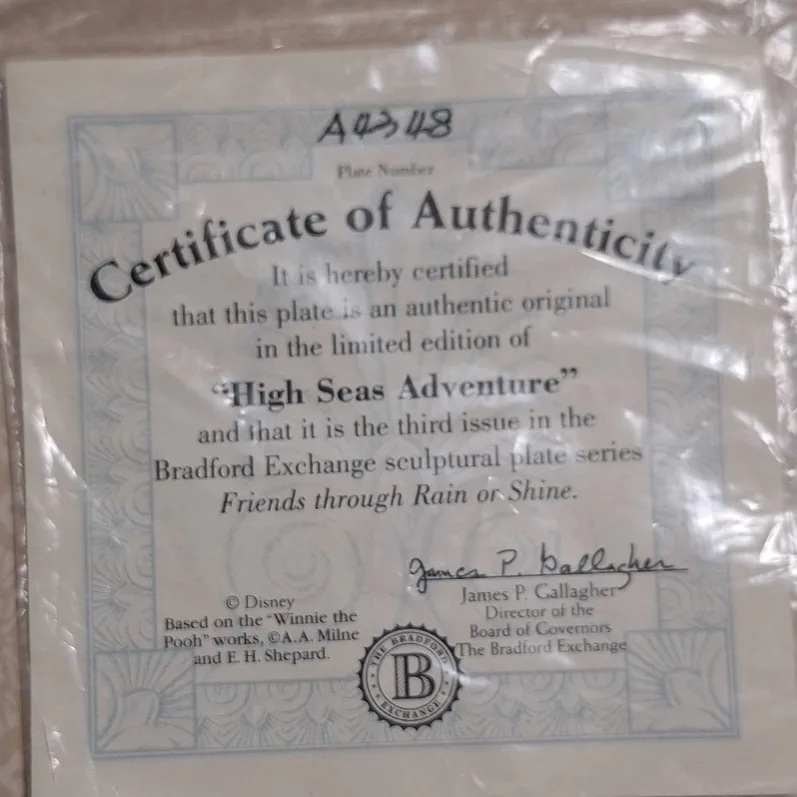 Plate Number
Certificate of Authenticity
It is hereby certified
that this plate is an authentic original
in the limited edition of
“High Seas Adventure”
and that it is the third issue in the
Bradford Exchange sculptural plate series
Friends through Rain or Shine.
James P. Gallagher
James P. Gallagher
Director of the
Board of Governors
The Bradford Exchange
© Disney
Based on the “Winnie the
Pooh” works, ©A.A. Milne
and E. H. Shepard.
THE BRADFORD
B
EXCHANGE